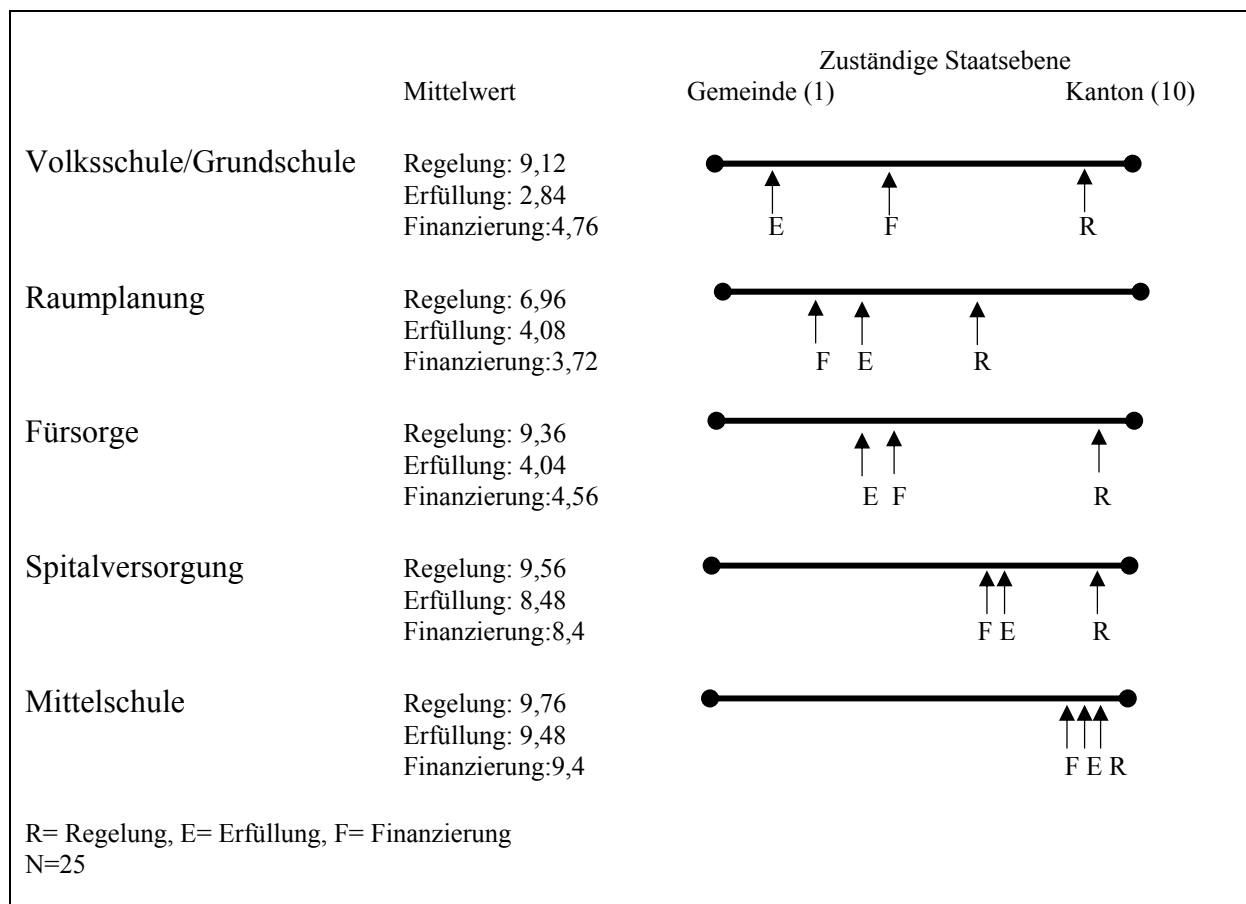 Zuständige Staatsebene
Mittelwert Gemeinde (1) Kanton (10)
Volksschule/Grundschule Regelung: 9,12
Erfüllung: 2,84
Finanzierung:4,76
E F R
Raumplanung Regelung: 6,96
Erfüllung: 4,08
Finanzierung:3,72
F E R
Fürsorge Regelung: 9,36
Erfüllung: 4,04
Finanzierung:4,56
E F R
Spitalversorgung Regelung: 9,56
Erfüllung: 8,48
Finanzierung:8,4
F E R
Mittelschule Regelung: 9,76
Erfüllung: 9,48
Finanzierung:9,4
F E R
R= Regelung, E= Erfüllung, F= Finanzierung
N=25